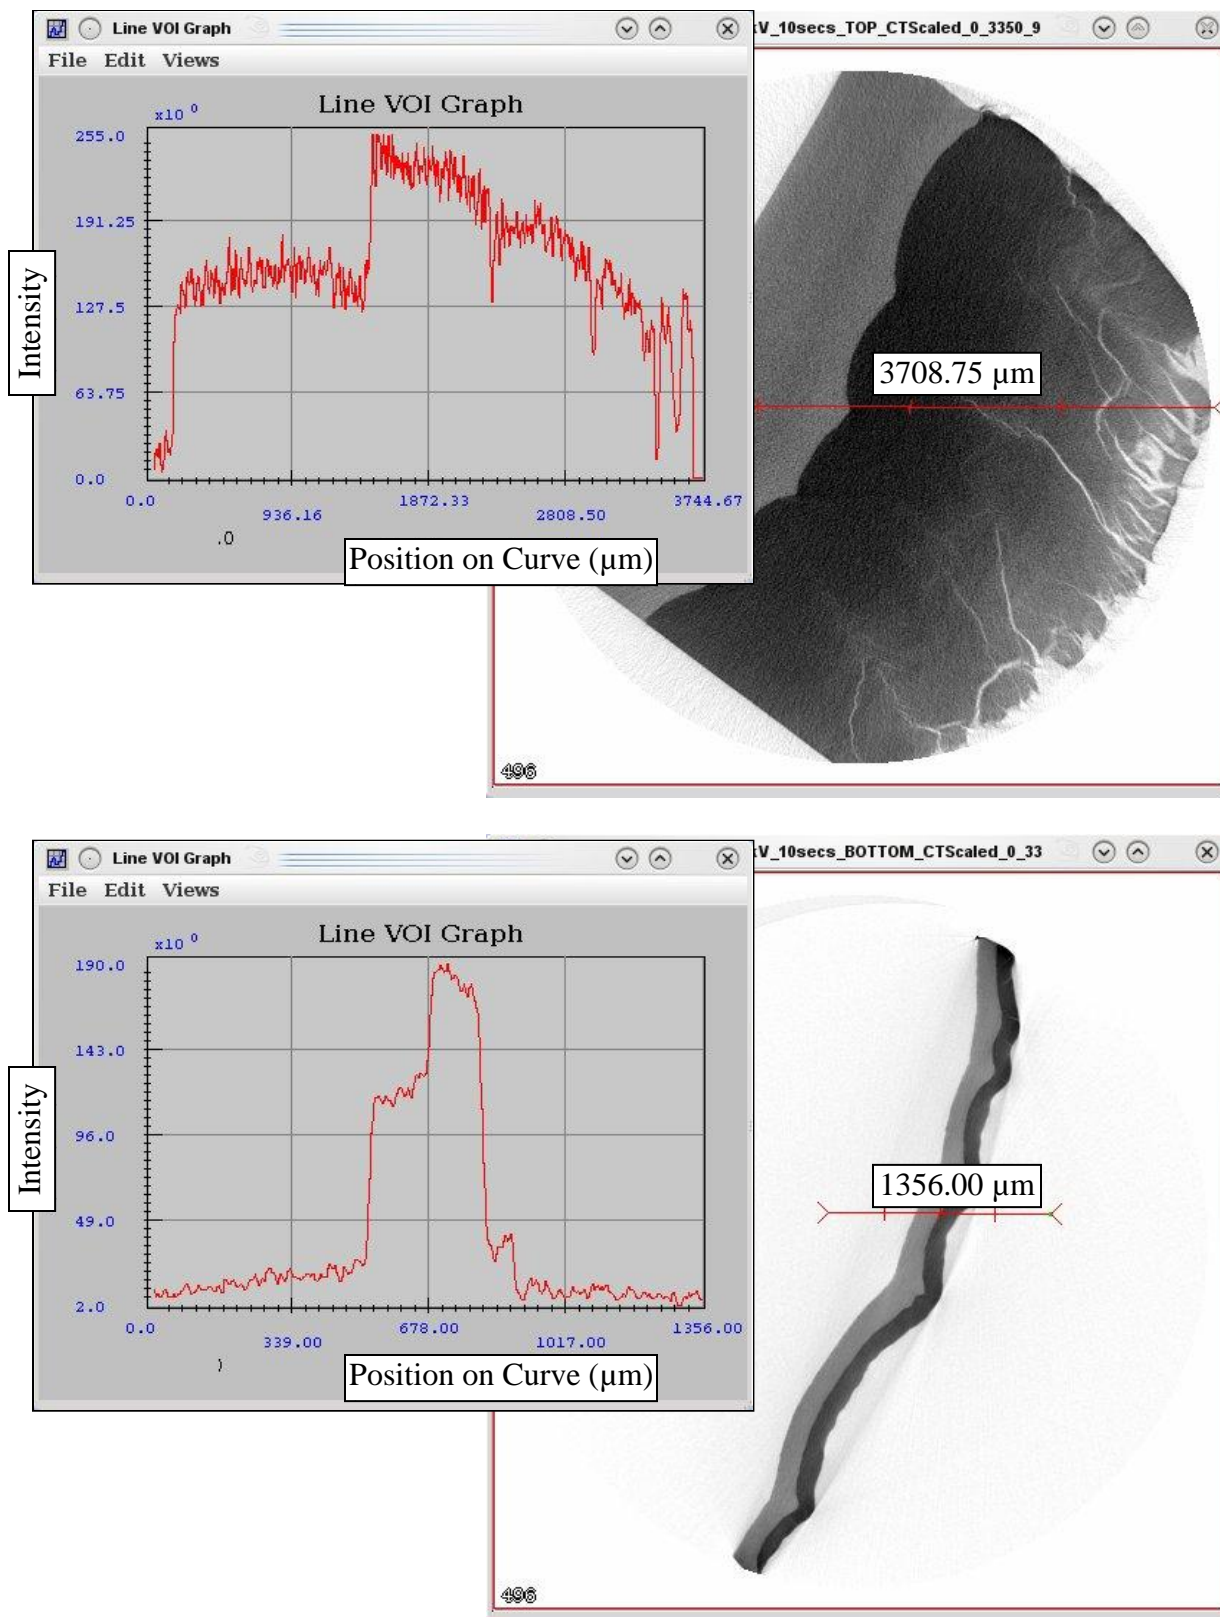 Line VOI Graph
V_10secs_TOP_CTScaled_0_3350_9
File Edit Views
Line VOI Graph
x10 0
255.0
191.25
127.5
63.75
0.0
Intensity
0.0
936.16
1872.33
2808.50
3744.67
.0
Position on Curve (µm)
3708.75 µm
496
Line VOI Graph
V_10secs_BOTTOM_CTScaled_0_33
File Edit Views
Line VOI Graph
x10 0
190.0
143.0
96.0
49.0
2.0
Intensity
0.0
339.00
678.00
1017.00
1356.00
)
Position on Curve (µm)
1356.00 µm
496